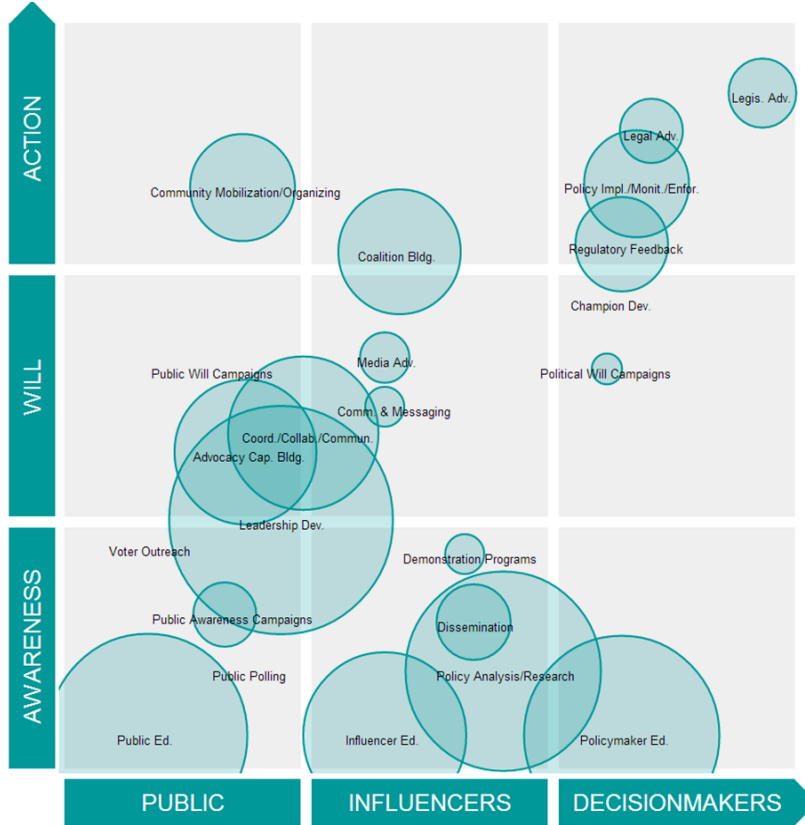 ACTION
Legis. Adv.
Legal Adv.
Community Mobilization/Organizing
Policy Impl./Monit./Enfor.
Coalition Bldg.
Regulatory Feedback
WILL
Champion Dev.
Media Adv.
Public Will Campaigns
Political Will Campaigns
Comm. & Messaging
Coord./Collab./Commun.
Advocacy Cap. Bldg.
Leadership Dev.
AWARENESS
Voter Outreach
Demonstration Programs
Public Awareness Campaigns
Dissemination
Public Polling
Policy Analysis/Research
Public Ed.
Influencer Ed.
Policymaker Ed.
PUBLIC
INFLUENCERS
DECISIONMAKERS